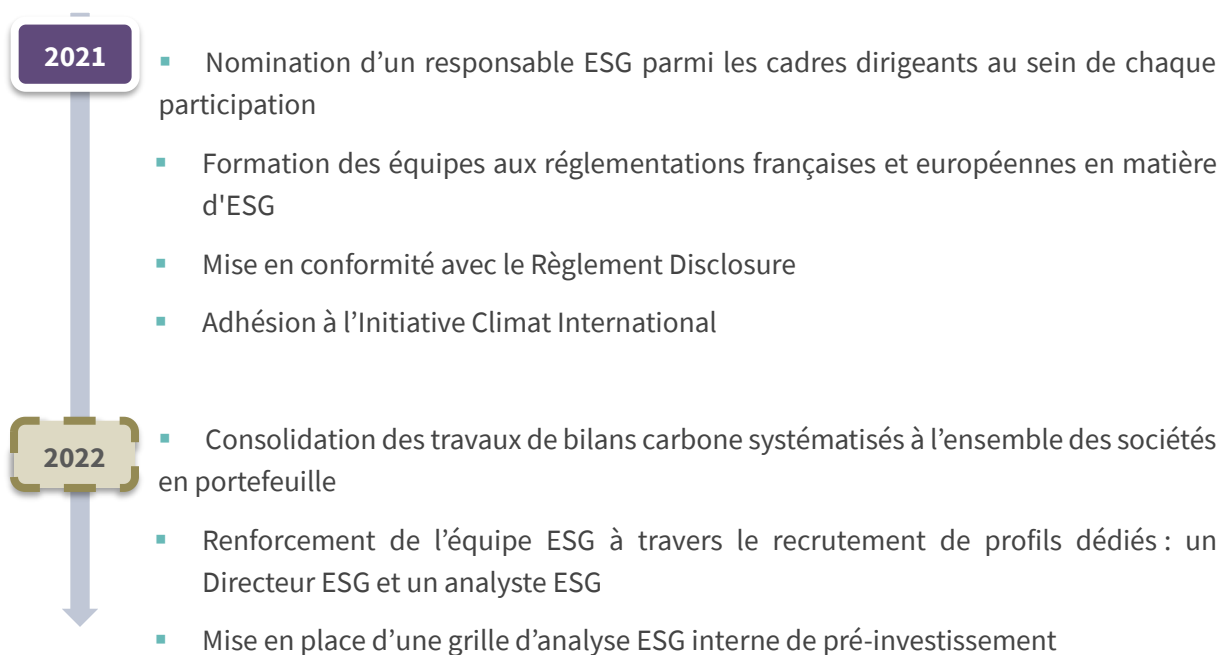 2021
▪ Nomination d’un responsable ESG parmi les cadres dirigeants au sein de chaque
participation
▪ Formation des équipes aux réglementations françaises et européennes en matière
d'ESG
▪ Mise en conformité avec le Règlement Disclosure
▪ Adhésion à l’Initiative Climat International
2022
▪ Consolidation des travaux de bilans carbone systématisés à l’ensemble des sociétés
en portefeuille
▪ Renforcement de l’équipe ESG à travers le recrutement de profils dédiés : un
Directeur ESG et un analyste ESG
▪ Mise en place d’une grille d’analyse ESG interne de pré-investissement